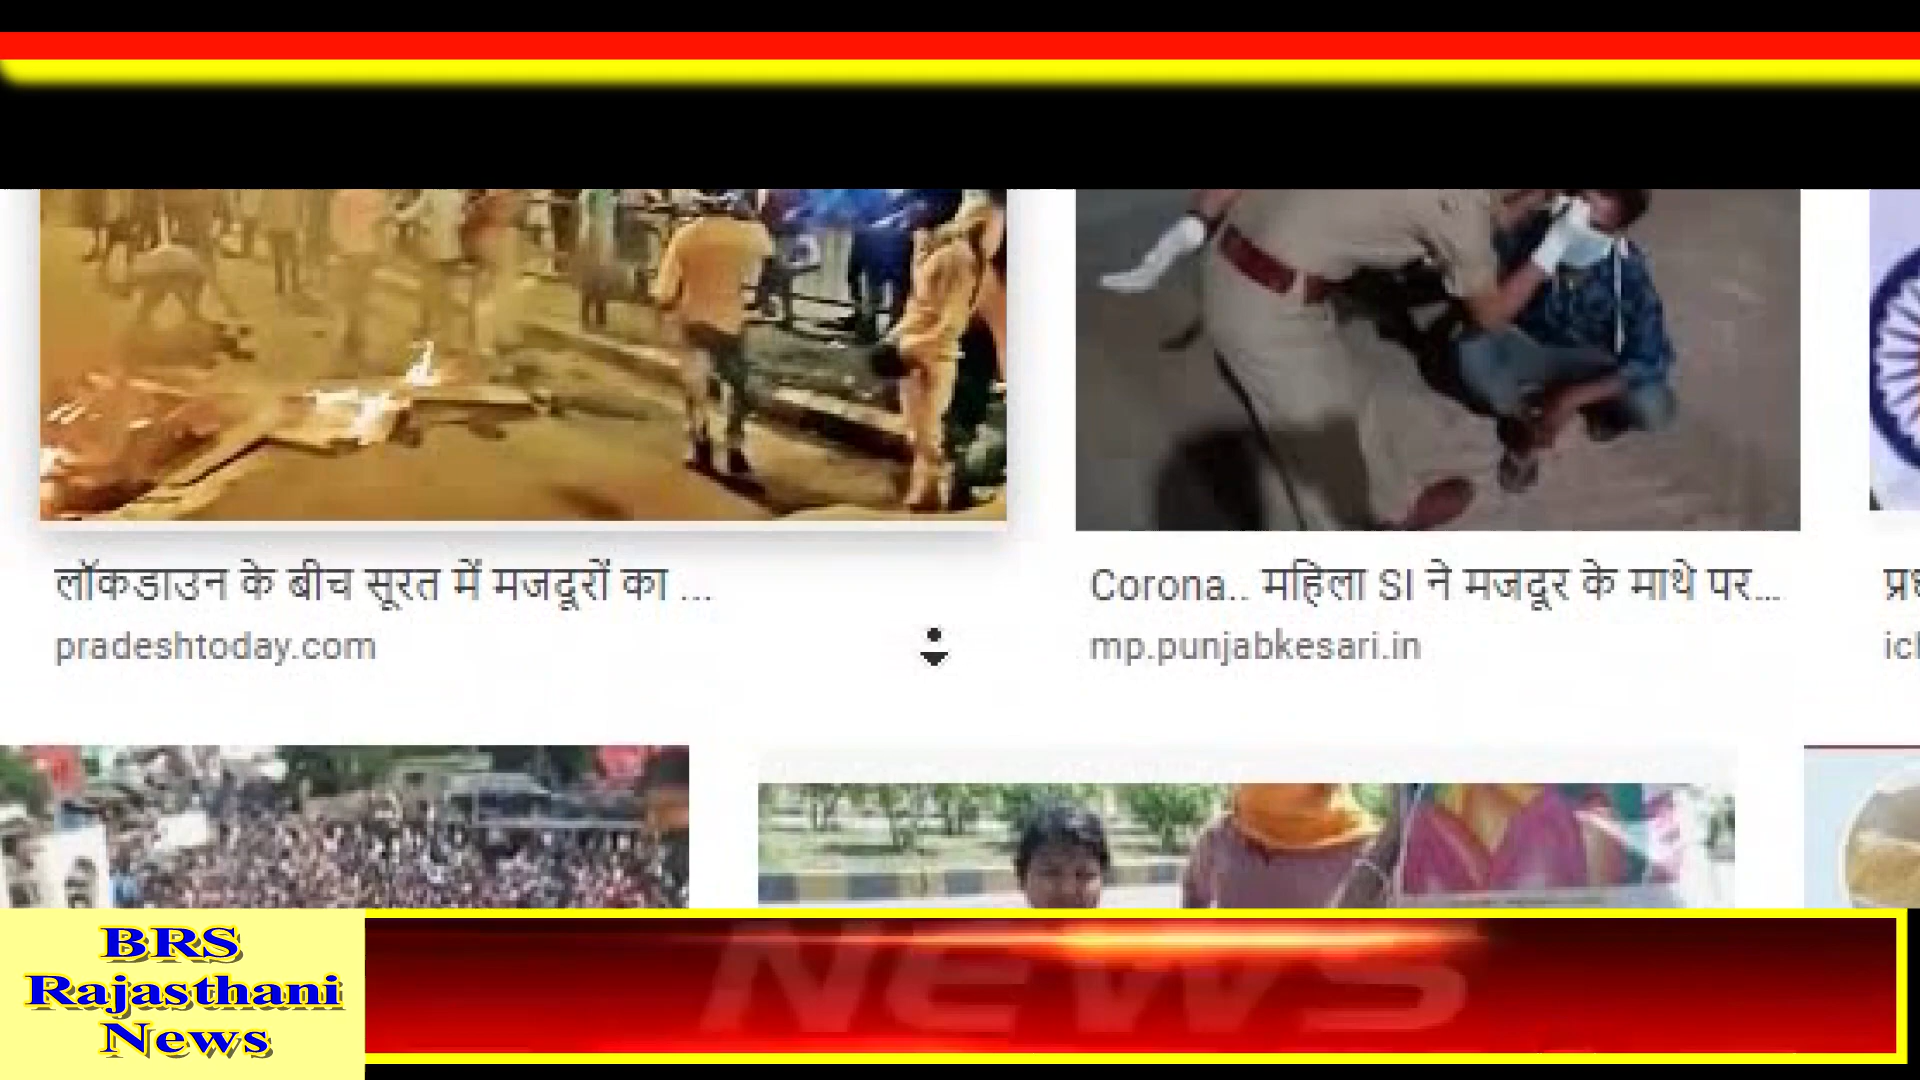 लॉकडाउन के बीच सूरत में मजदूरों का ...
pradeshtoday.com
Corona.. महिला SI ने मजदूर के माथे पर...
mp.punjabkesari.in
BRS
Rajasthani
News
NEWS